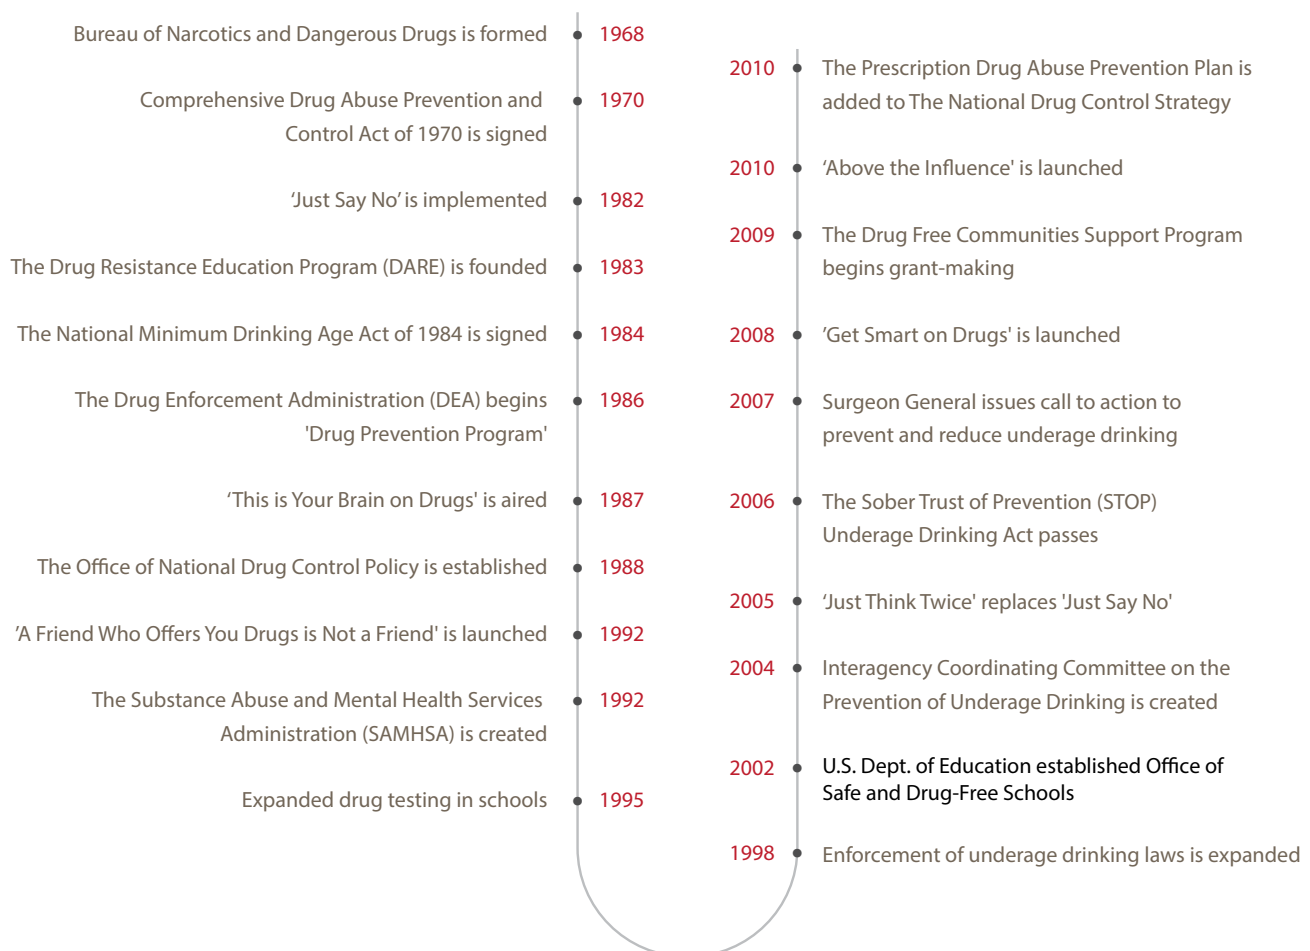 Bureau of Narcotics and Dangerous Drugs is formed 1968
Comprehensive Drug Abuse Prevention and 1970
Control Act of 1970 is signed
‘Just Say No’ is implemented 1982
The Drug Resistance Education Program (DARE) is founded 1983
The National Minimum Drinking Age Act of 1984 is signed 1984
The Drug Enforcement Administration (DEA) begins 1986
'Drug Prevention Program'
‘This is Your Brain on Drugs' is aired 1987
The Office of National Drug Control Policy is established 1988
’A Friend Who Offers You Drugs is Not a Friend' is launched 1992
The Substance Abuse and Mental Health Services 1992
Administration (SAMHSA) is created
Expanded drug testing in schools 1995
2010 The Prescription Drug Abuse Prevention Plan is
added to The National Drug Control Strategy
2010 ‘Above the Influence' is launched
2009 The Drug Free Communities Support Program
begins grant-making
2008 ’Get Smart on Drugs' is launched
2007 Surgeon General issues call to action to
prevent and reduce underage drinking
2006 The Sober Trust of Prevention (STOP)
Underage Drinking Act passes
2005 ‘Just Think Twice' replaces 'Just Say No'
2004 Interagency Coordinating Committee on the
Prevention of Underage Drinking is created
2002 U.S. Dept. of Education established Office of
Safe and Drug-Free Schools
1998 Enforcement of underage drinking laws is expanded